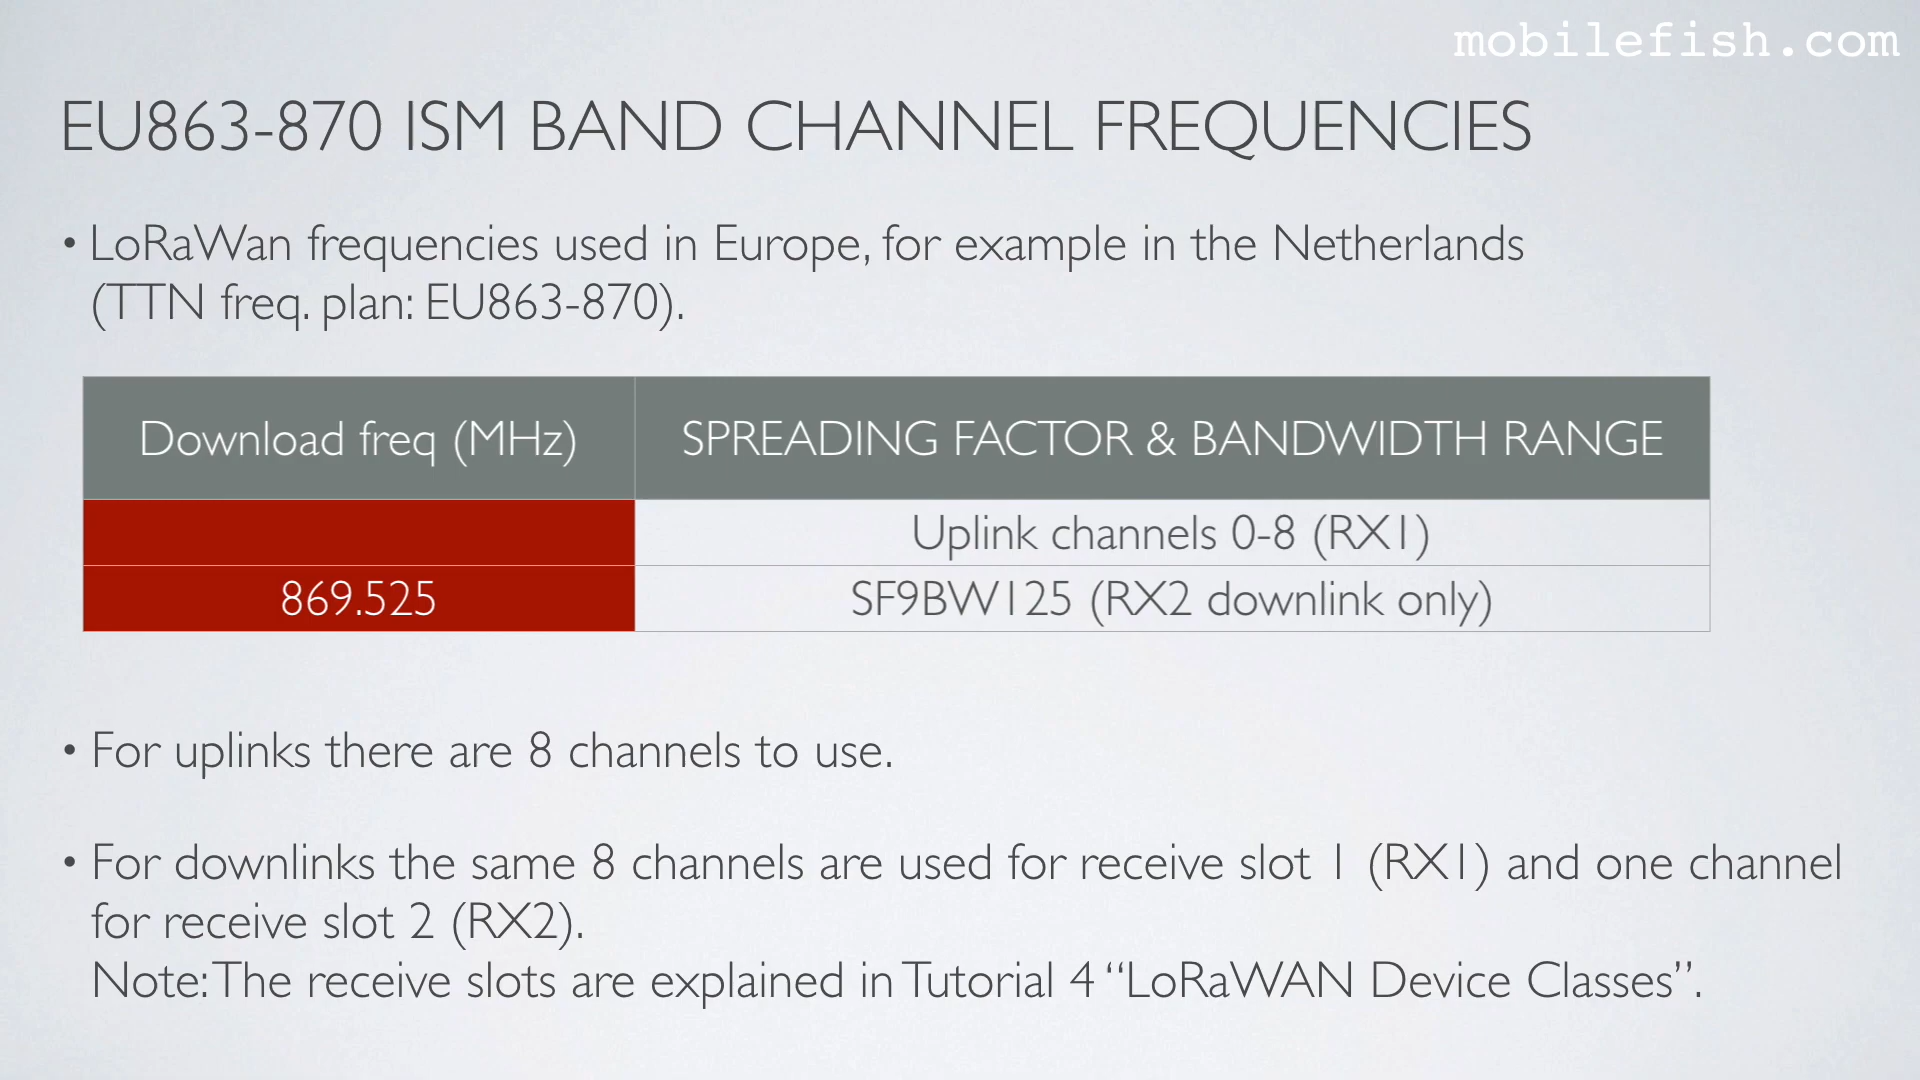 mobilefish.com
EU863-870 ISM BAND CHANNEL FREQUENCIES
• LoRaWan frequencies used in Europe, for example in the Netherlands
(TTN freq. plan: EU863-870).
Download freq (MHz) SPREADING FACTOR & BANDWIDTH RANGE
Uplink channels 0-8 (RX1)
869.525 SF9BW125 (RX2 downlink only)
• For uplinks there are 8 channels to use.
• For downlinks the same 8 channels are used for receive slot 1 (RX1) and one channel
for receive slot 2 (RX2).
Note: The receive slots are explained in Tutorial 4 “LoRaWAN Device Classes”.